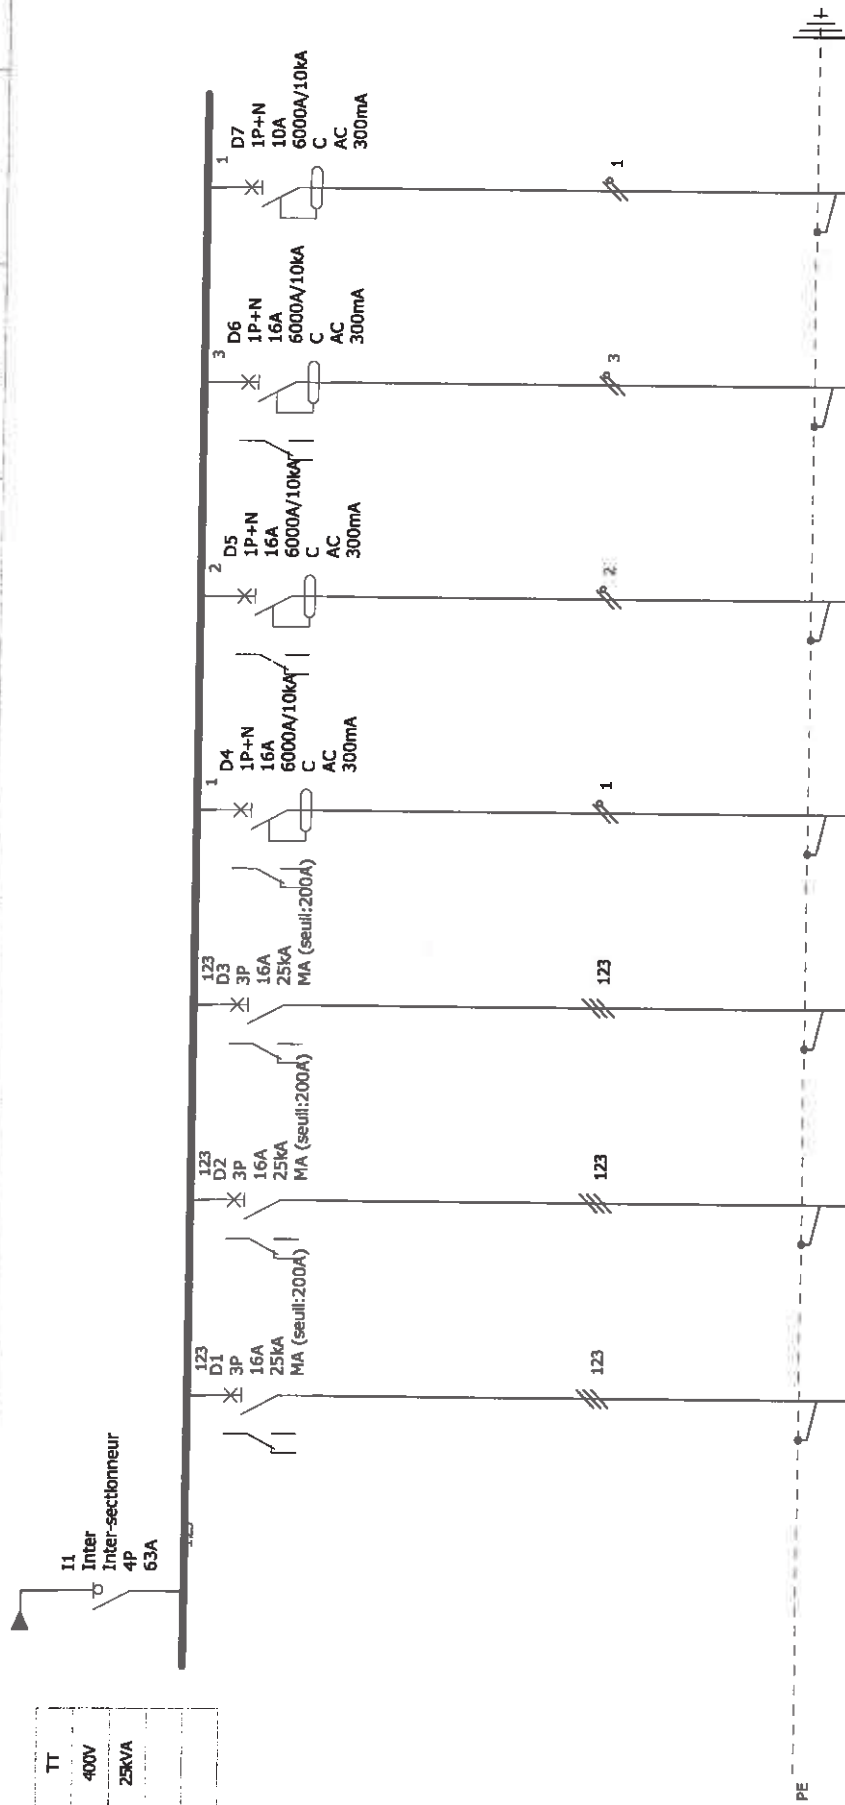 TT
400V
25kVA
I1
Inter
Inter-sectionneur
4P
63A
123
D1
3P
16A
25kA
MA (seuil:200A)
123
123
D2
3P
16A
25kA
MA (seuil:200A)
123
123
D3
3P
16A
25kA
MA (seuil:200A)
123
1
D4
1P+N
16A
6000A/10kA
C
AC
300mA
1
2
D5
1P+N
16A
6000A/10kA
C
AC
300mA
2
3
D6
1P+N
16A
6000A/10kA
C
AC
300mA
3
1
D7
1P+N
10A
6000A/10kA
C
AC
300mA
1
PE